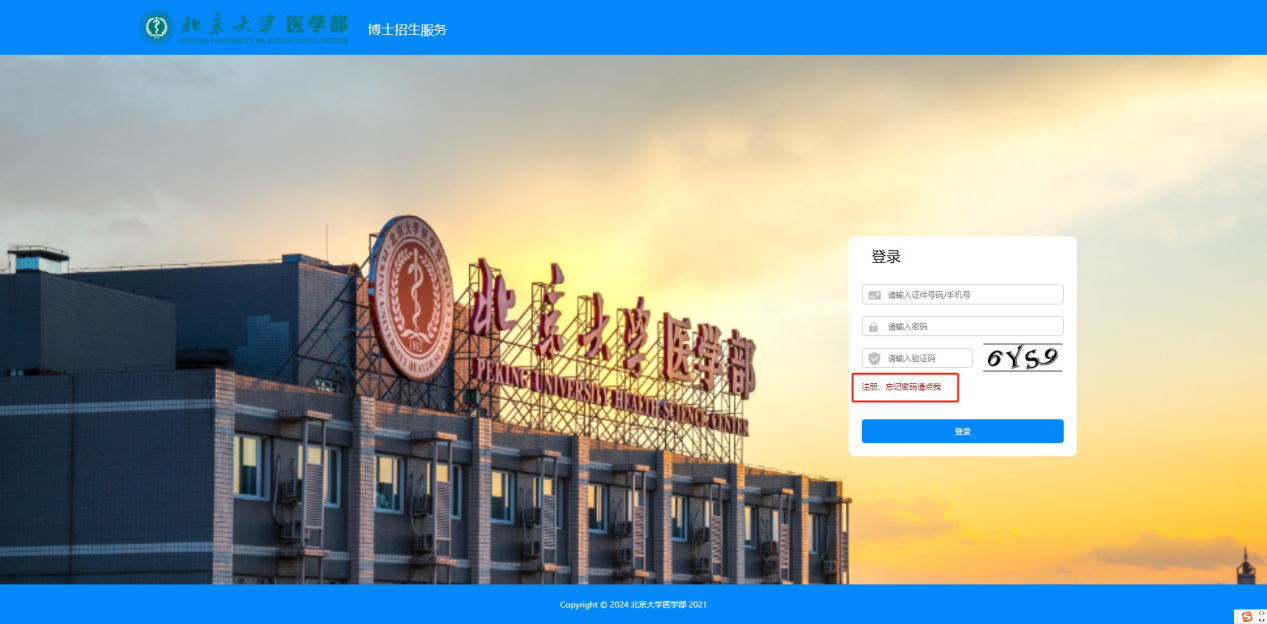 北京大学医学部 博士招生服务
PEKING UNIVERSITY HEALTH SCIENCE CENTER
北京大学医学部
PEKING UNIVERSITY HEALTH SCIENCE CENTER
登录
请输入证件号码/手机号
请输入密码
请输入验证码 6YS9
注册、忘记密码请点我
登录
Copyright © 2024 北京大学医学部 2021